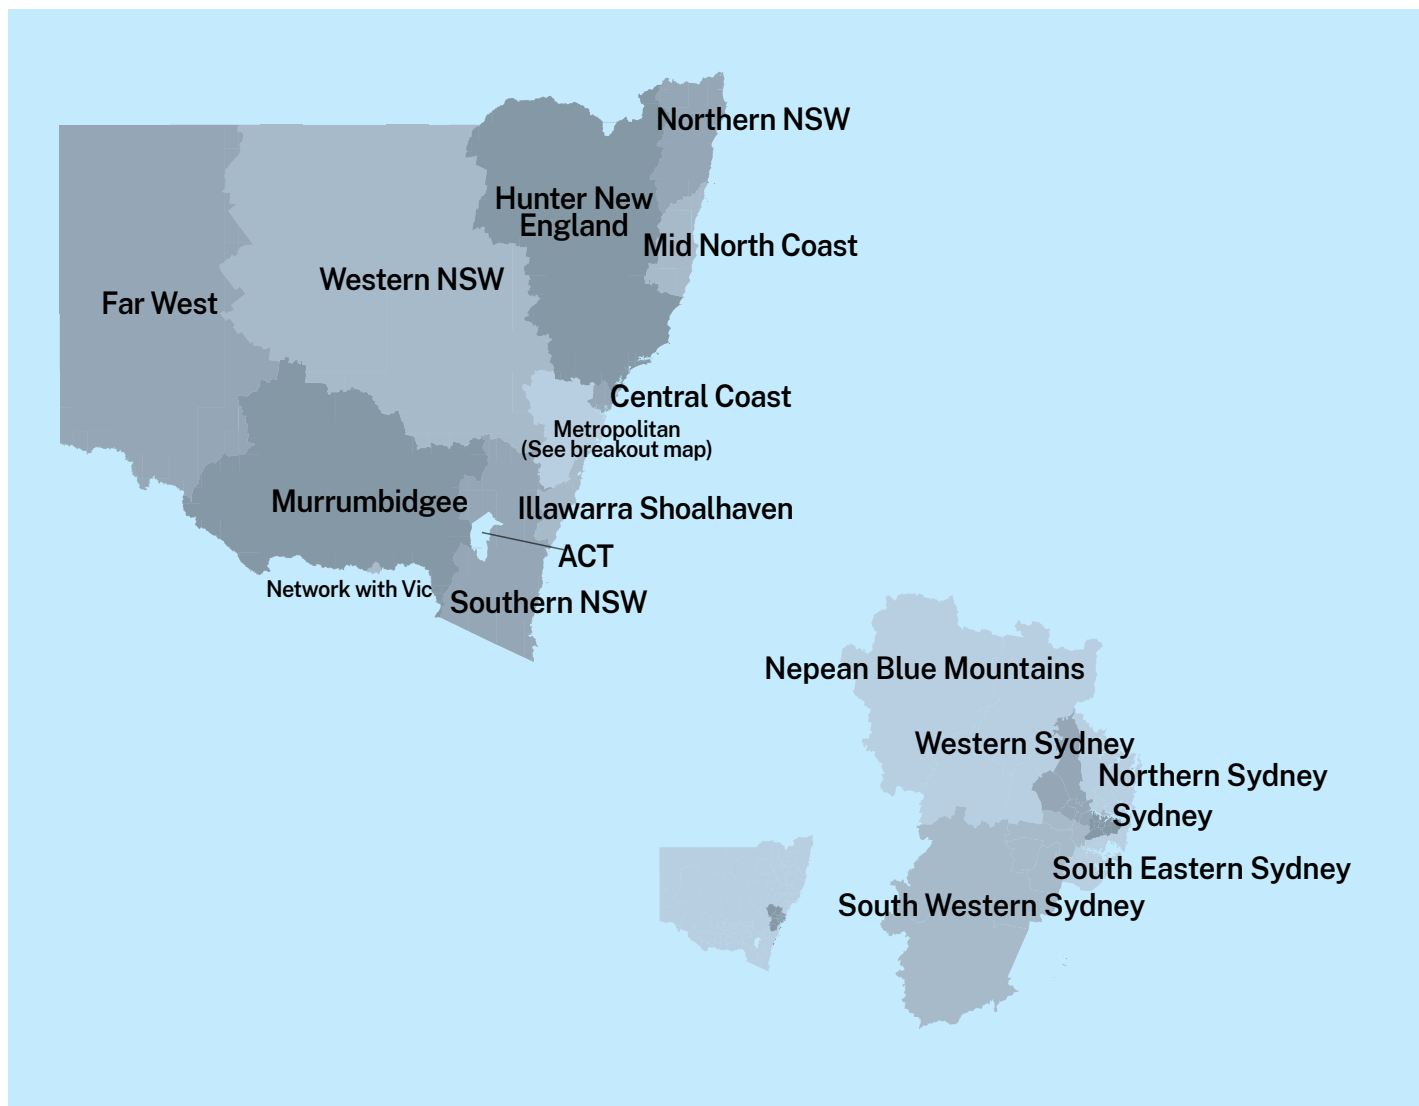 Northern NSW
Hunter New
England
Mid North Coast
Western NSW
Far West
Central Coast
Metropolitan
(See breakout map)
Murrumbidgee
Illawarra Shoalhaven
ACT
Network with Vic
Southern NSW
Nepean Blue Mountains
Western Sydney
Northern Sydney
Sydney
South Eastern Sydney
South Western Sydney